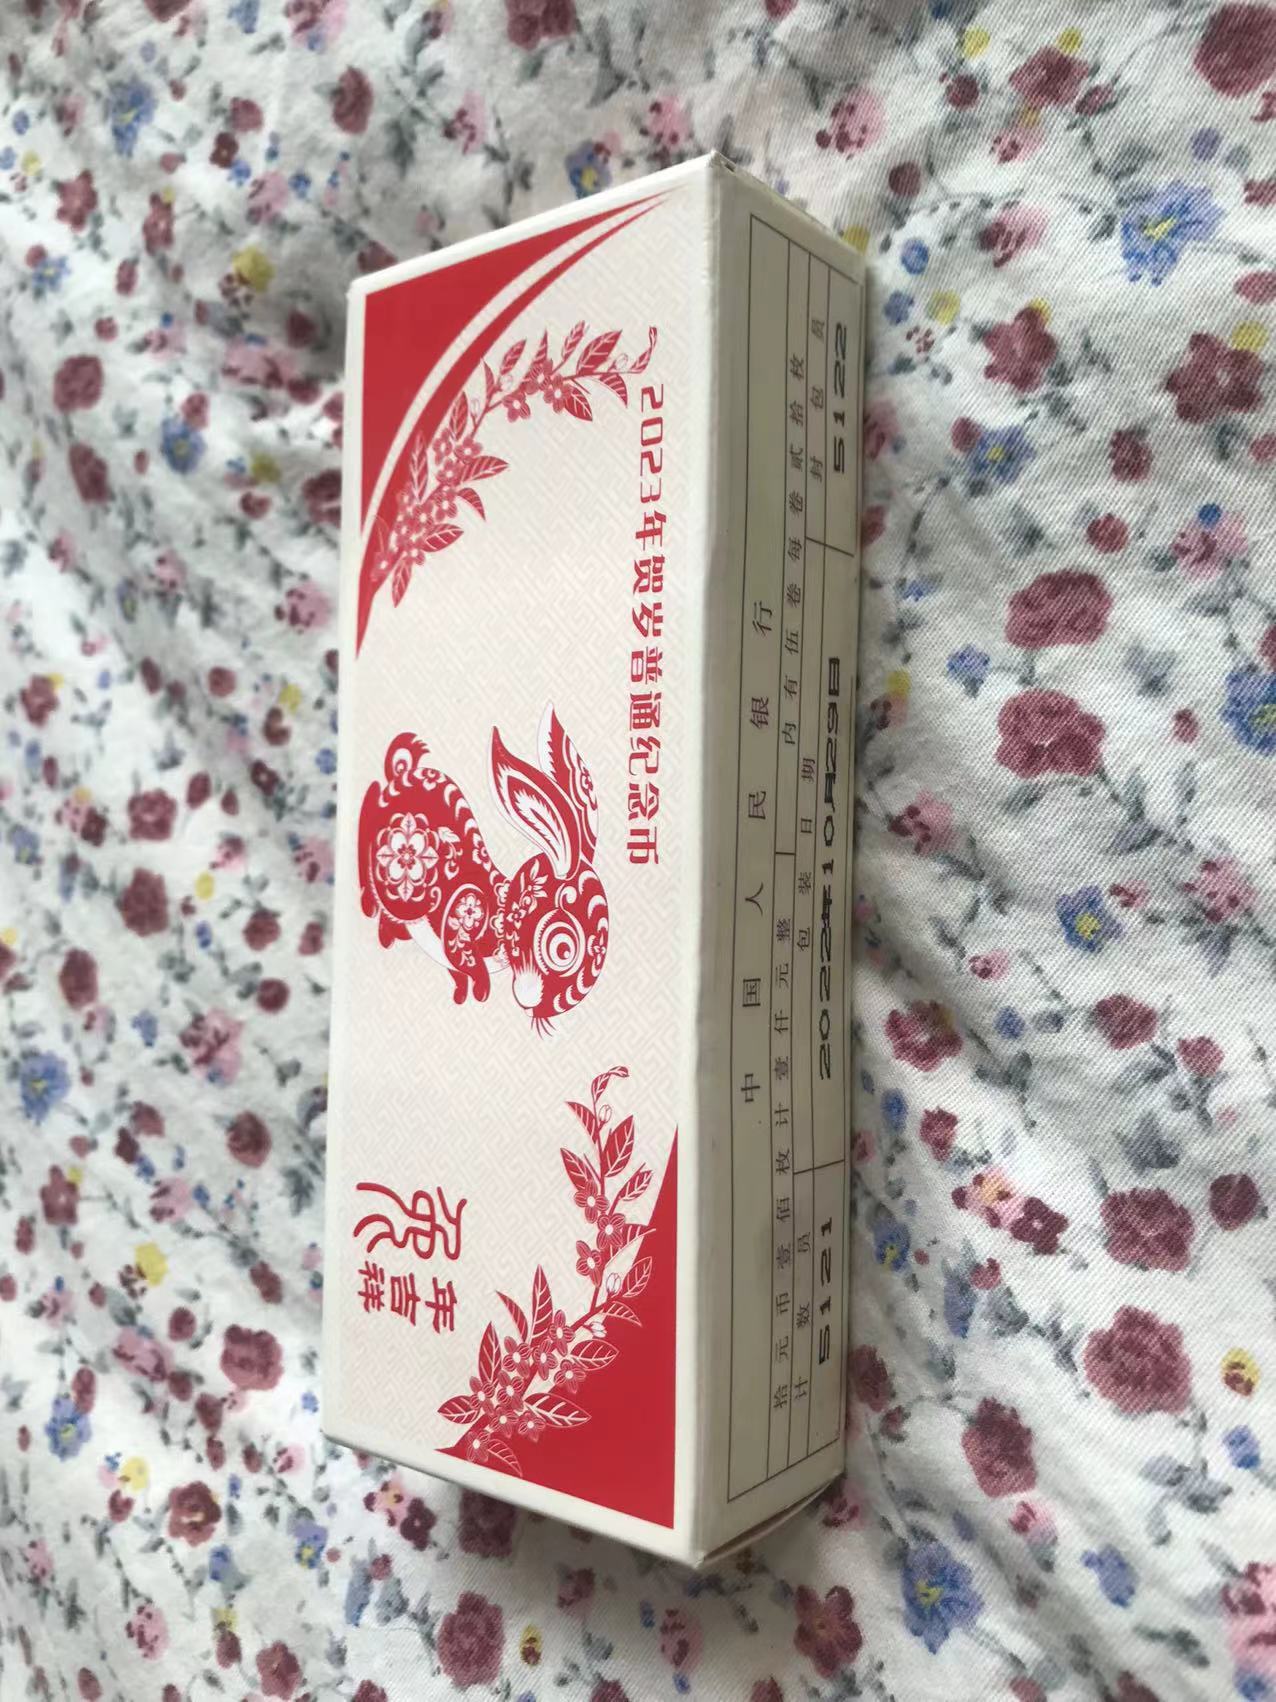 2023年贺岁普通纪念币
年吉祥
中国人民银行
拾元币壹佰枚计壹仟元整 内有伍卷每卷贰拾枚
计数员 包装日期 封包员
5121 2022年10月29日 5122